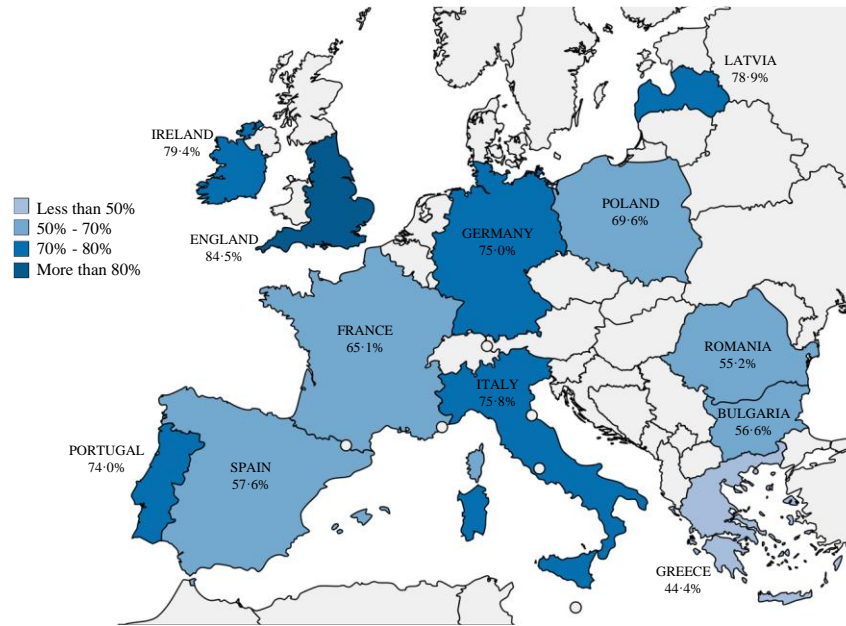 LATVIA
78·9%
IRELAND
79·4%
Less than 50%
50% - 70%
70% - 80%
More than 80%
ENGLAND
84·5%
GERMANY
75.0%
POLAND
69·6%
FRANCE
65·1%
ROMANIA
55·2%
ITALY
75·8%
BULGARIA
56·6%
PORTUGAL
74·0%
SPAIN
57·6%
GREECE
44·4%